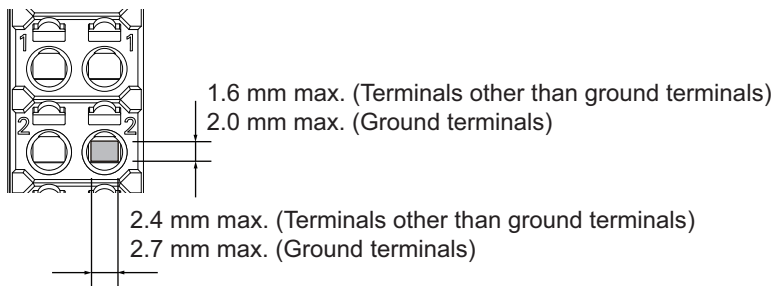 1 1
1.6 mm max. (Terminals other than ground terminals)
2.0 mm max. (Ground terminals)
2 2
2.4 mm max. (Terminals other than ground terminals)
2.7 mm max. (Ground terminals)